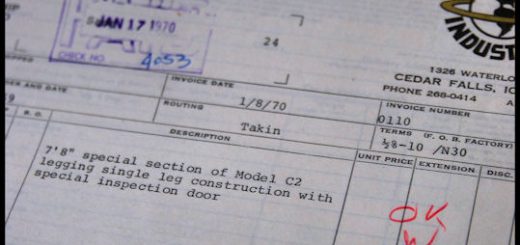 JAN 17 1970
CHECK NO. 4053
24
INDUST
1326 WATERLO
CEDAR FALLS, IO
PHONE 268-0414
INVOICE DATE
1/8/70
INVOICE NUMBER
0110
ROUTING
Takin
TERMS (F. O. B. FACTORY)
½8-10 /N30
DESCRIPTION
UNIT PRICE
EXTENSION
DISC.
7'8" special section of Model C2
legging single leg construction with
special inspection door
OK